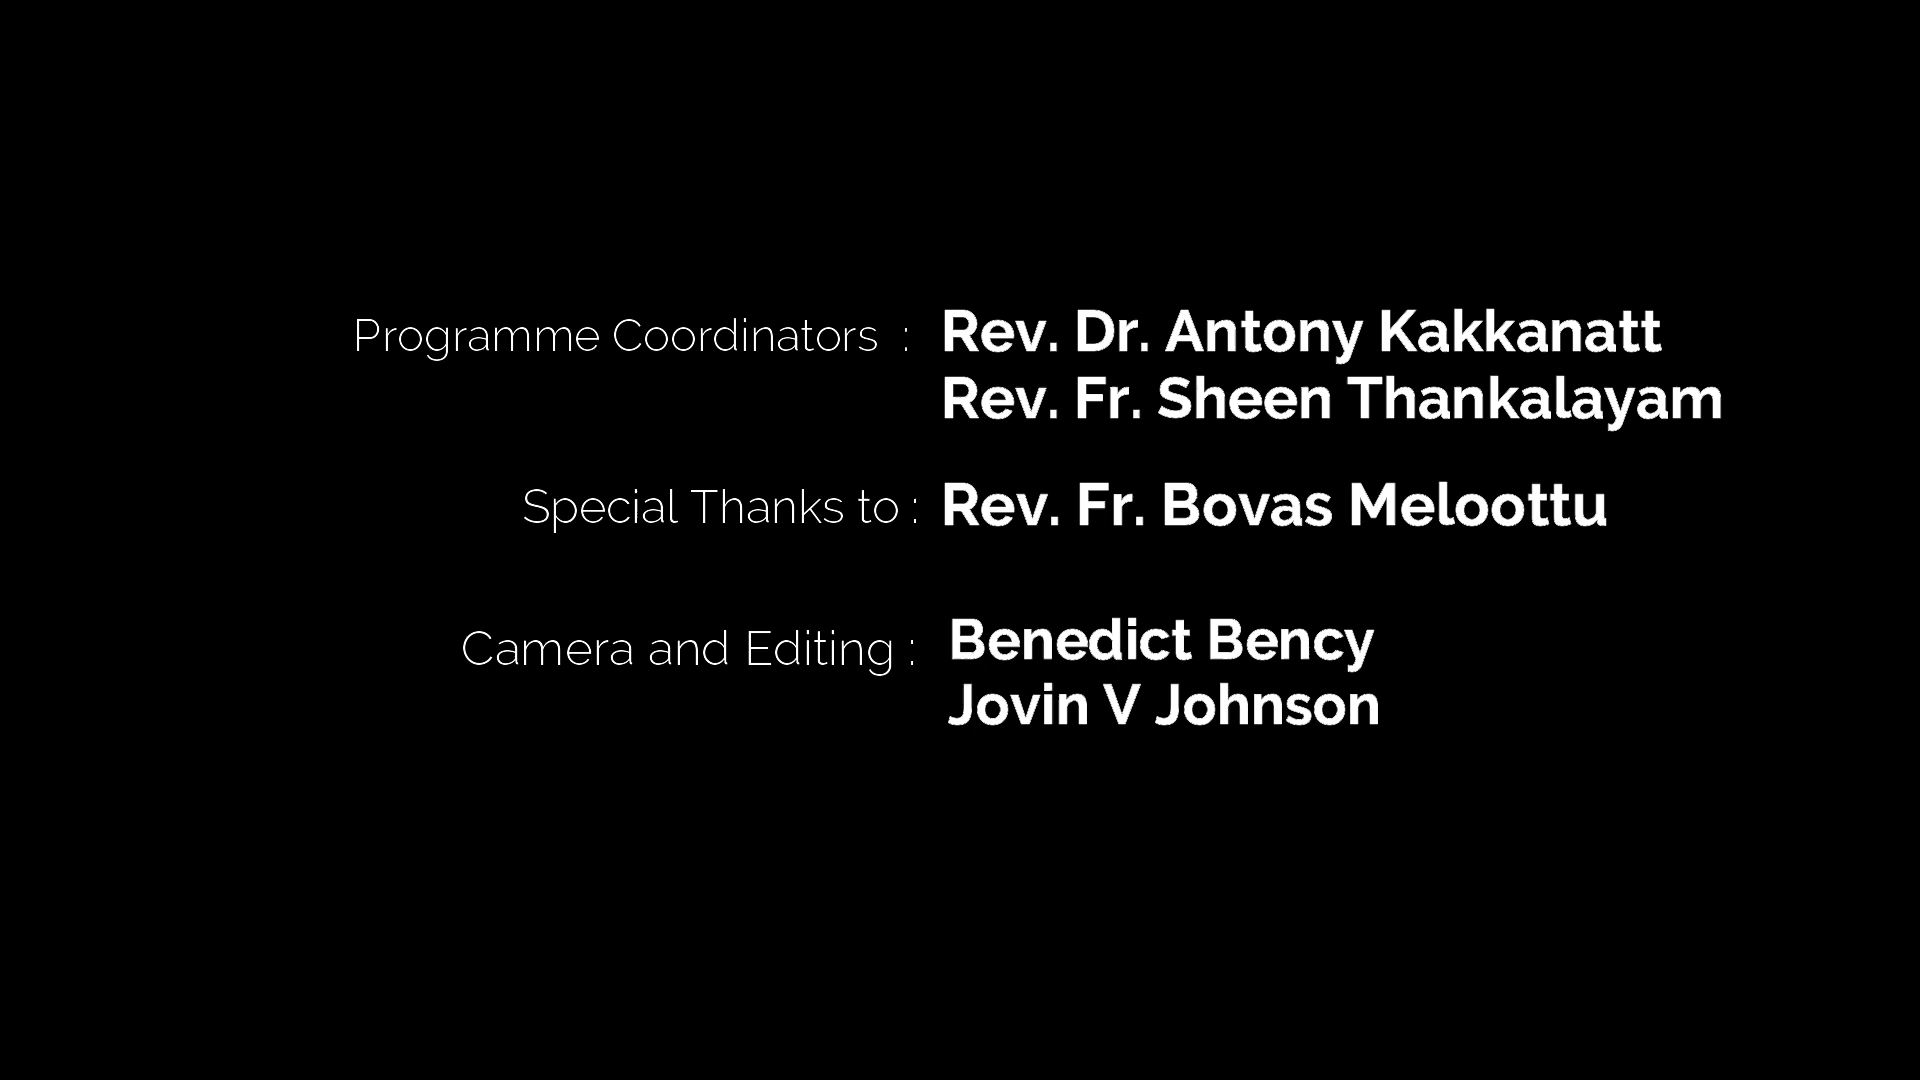 Programme Coordinators : Rev. Dr. Antony Kakkanatt
Rev. Fr. Sheen Thankalayam
Special Thanks to : Rev. Fr. Bovas Meloottu
Camera and Editing : Benedict Bency
Jovin V Johnson